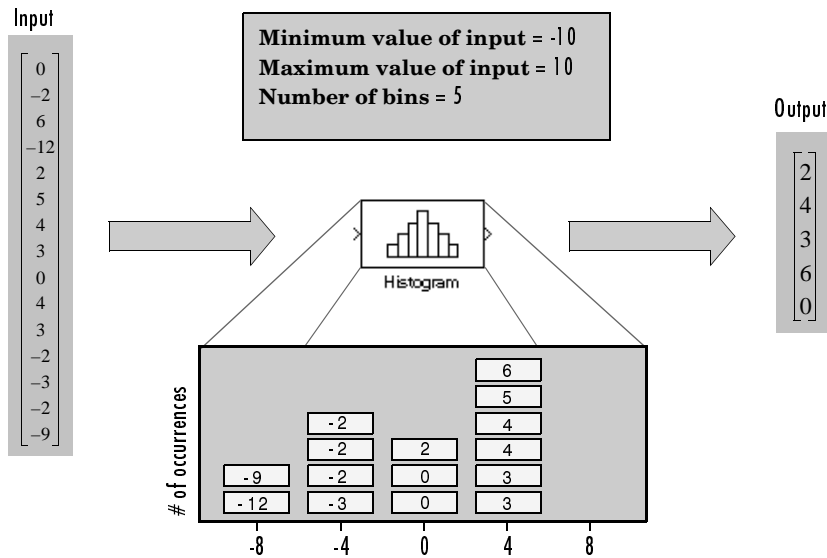 Input
0
–2
6
–12
2
5
4
3
0
4
3
–2
–3
–2
–9
Minimum value of input = -10
Maximum value of input = 10
Number of bins = 5
Histogram
Output
2
4
3
6
0
# of occurrences
6
5
-2 4
-2 2 4
-9 -2 0 3
-12 -3 0 3
-8 -4 0 4 8